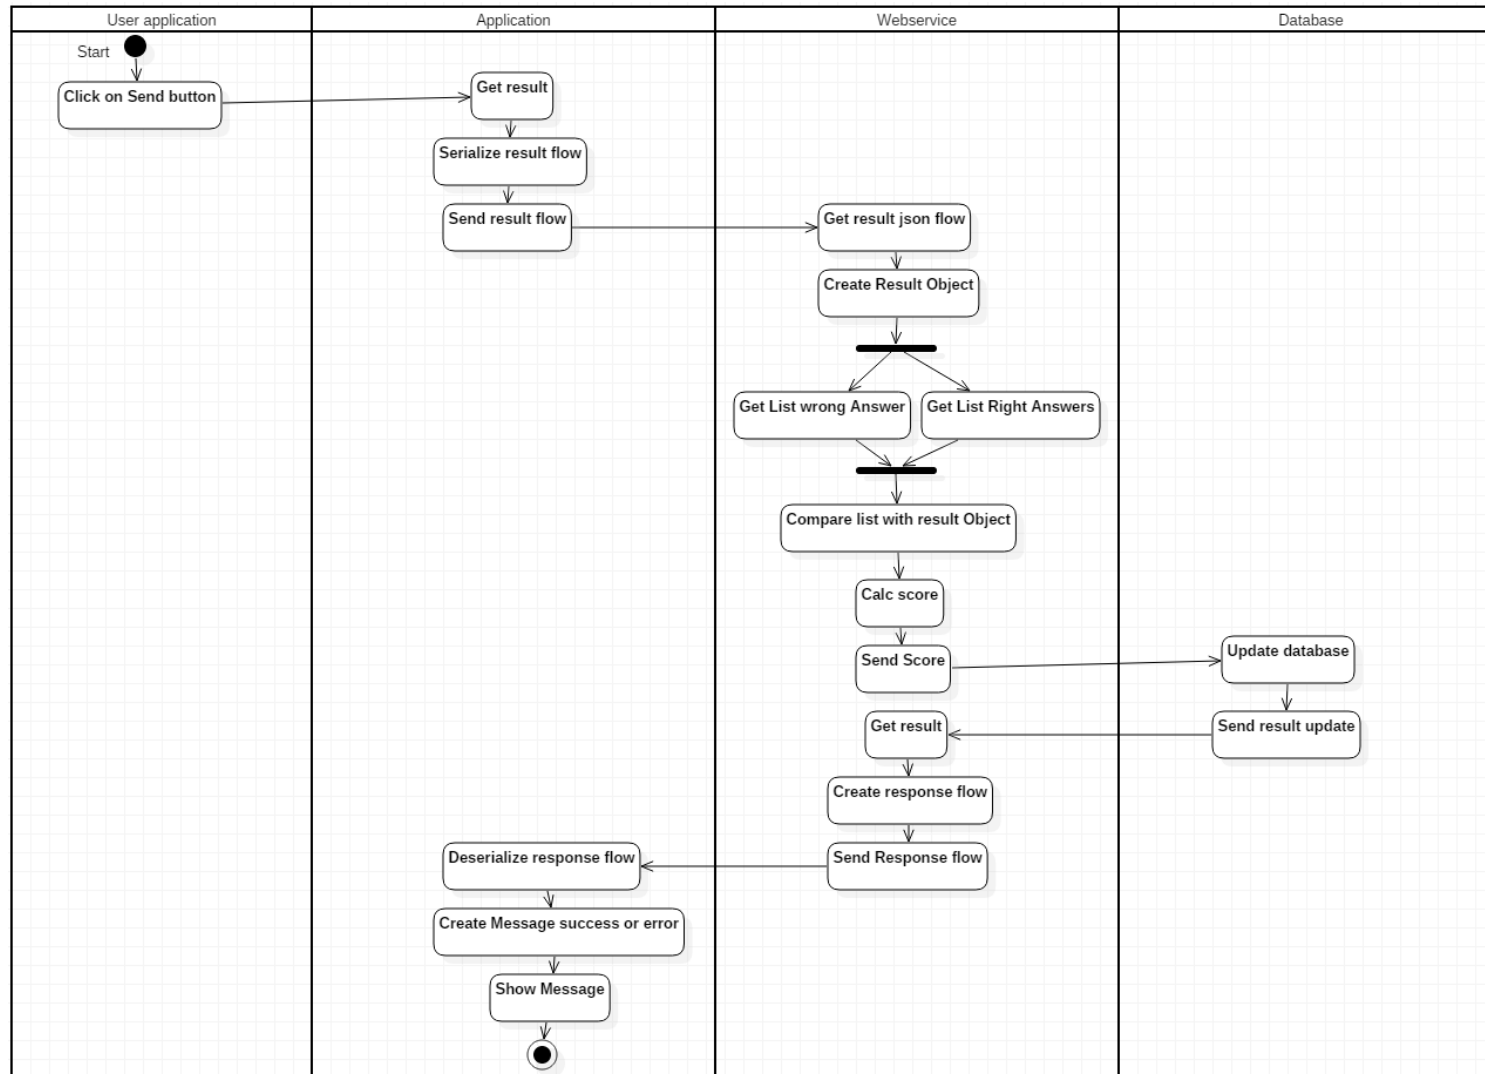 User application
Application
Webservice
Database
Start
Click on Send button
Get result
Serialize result flow
Send result flow
Get result json flow
Create Result Object
Get List wrong Answer
Get List Right Answers
Compare list with result Object
Calc score
Send Score
Update database
Get result
Send result update
Create response flow
Deserialize response flow
Send Response flow
Create Message success or error
Show Message